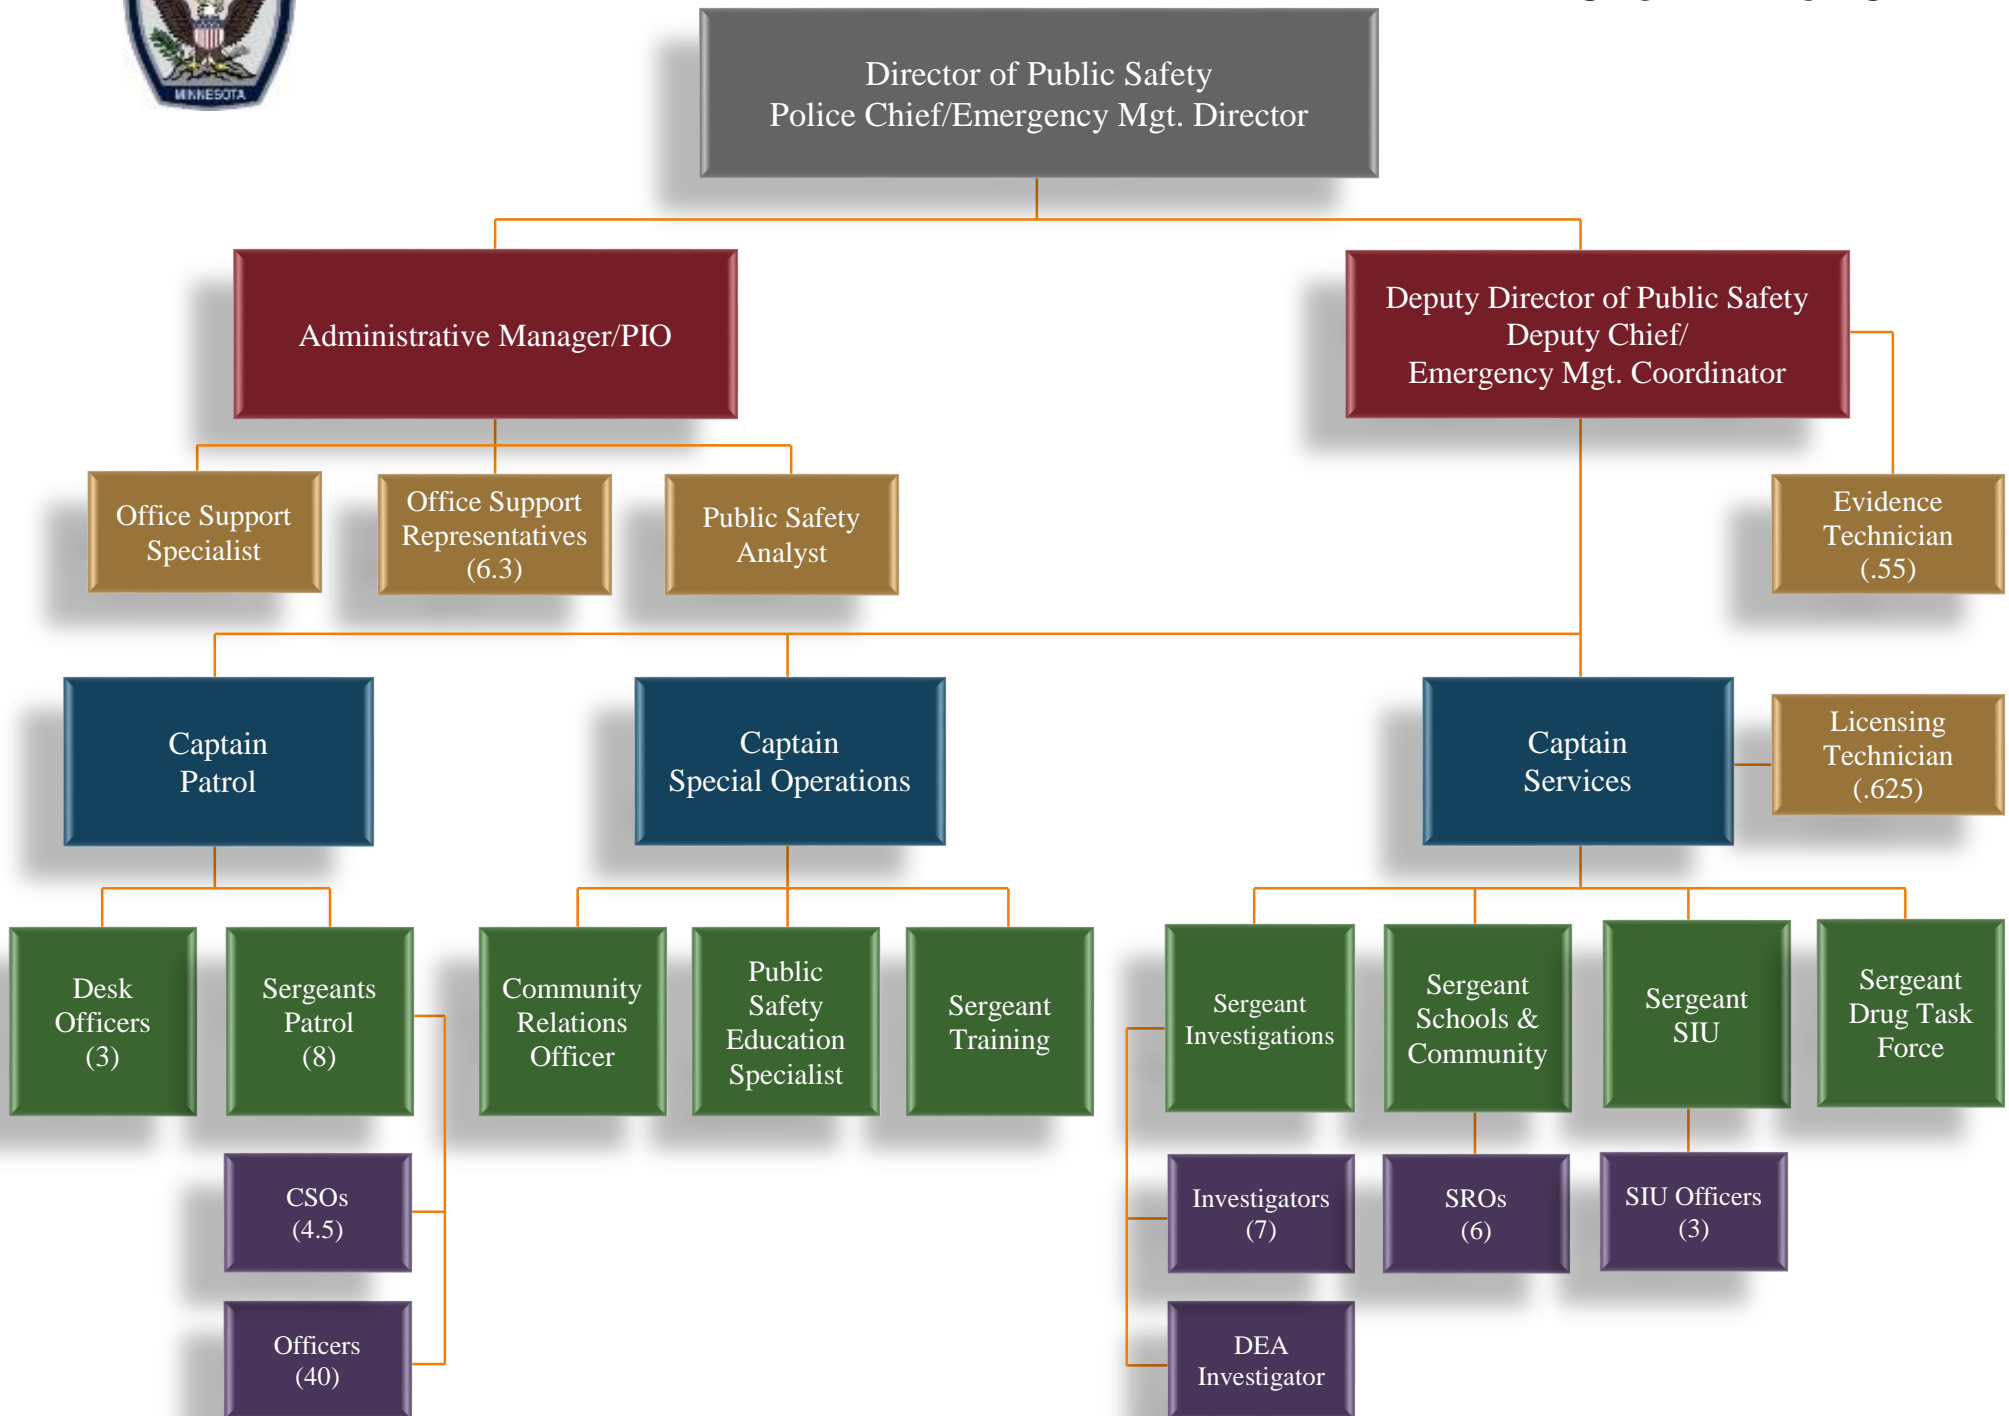 MINNESOTA
Director of Public Safety
Police Chief/Emergency Mgt. Director
Administrative Manager/PIO
Deputy Director of Public Safety
Deputy Chief/
Emergency Mgt. Coordinator
Office Support
Specialist
Office Support
Representatives
(6.3)
Public Safety
Analyst
Evidence
Technician
(.55)
Captain
Patrol
Captain
Special Operations
Captain
Services
Licensing
Technician
(.625)
Desk
Officers
(3)
Sergeants
Patrol
(8)
Community
Relations
Officer
Public
Safety
Education
Specialist
Sergeant
Training
Sergeant
Investigations
Sergeant
Schools &
Community
Sergeant
SIU
Sergeant
Drug Task
Force
CSOs
(4.5)
Investigators
(7)
SROs
(6)
SIU Officers
(3)
Officers
(40)
DEA
Investigator